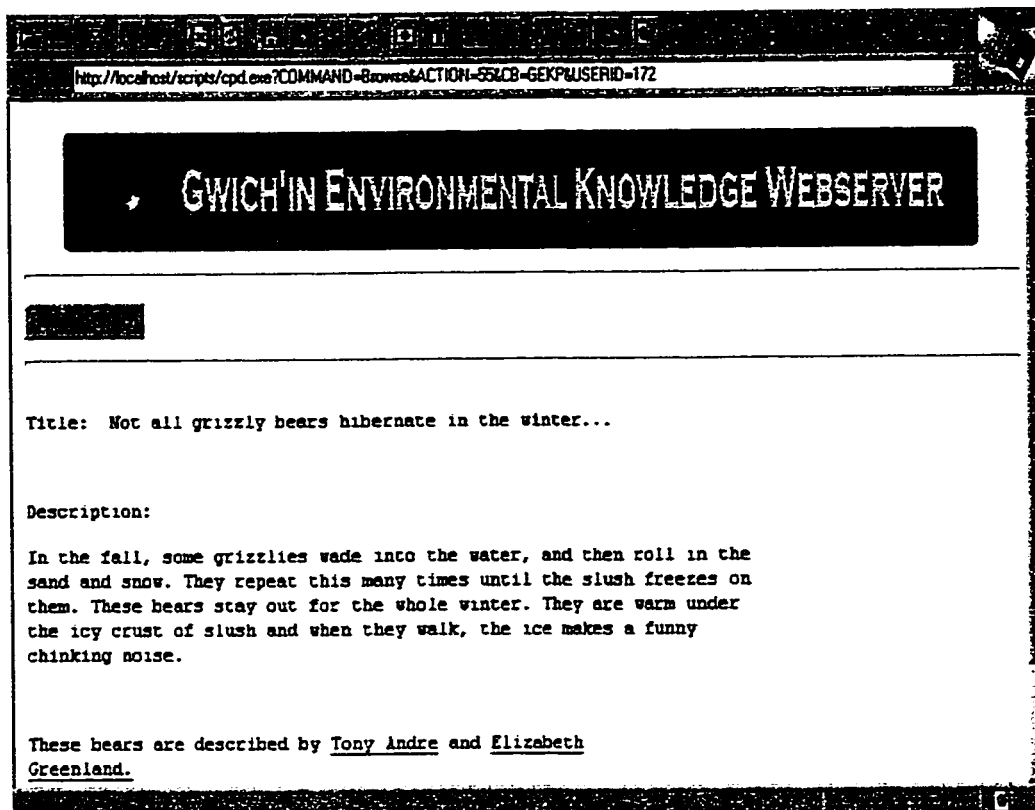 http://localhost/scripts/cpd.exe?COMMAND=Browse&ACTION=55&CB=GEKP&USERID=172
GWICH'IN ENVIRONMENTAL KNOWLEDGE WEBSERVER
Title: Not all grizzly bears hibernate in the winter...
Description:
In the fall, some grizzlies wade into the water, and then roll in the
sand and snow. They repeat this many times until the slush freezes on
them. These bears stay out for the whole winter. They are warm under
the icy crust of slush and when they walk, the ice makes a funny
chinking noise.
These bears are described by Tony Andre and Elizabeth
Greenland.